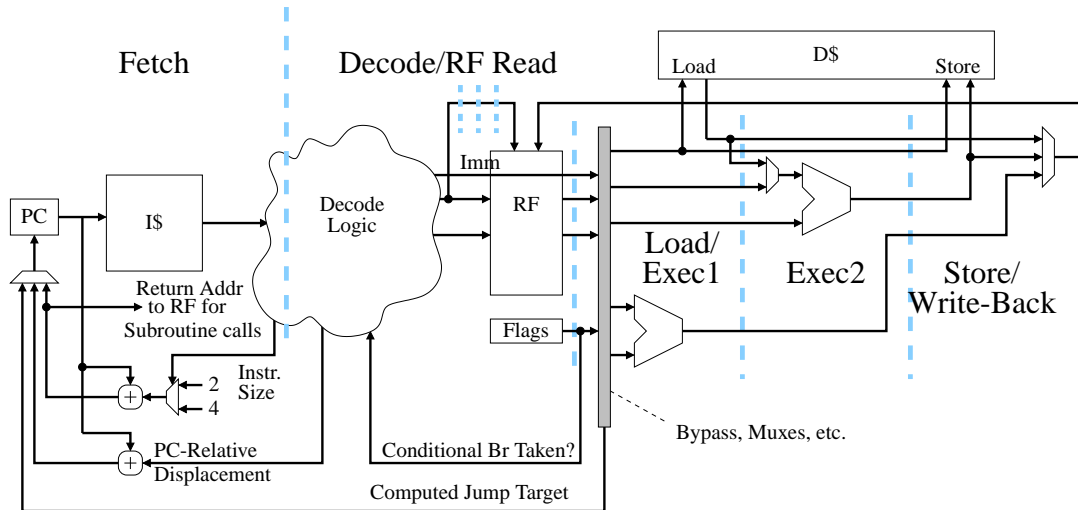 Fetch
Decode/RF Read
D$
Load
Store
Imm
PC
I$
Decode
Logic
RF
Load/
Exec1
Exec2
Store/
Write-Back
Return Addr
to RF for
Subroutine calls
Flags
Instr.
Size
2
4
+
Bypass, Muxes, etc.
PC-Relative
Displacement
+
Conditional Br Taken?
Computed Jump Target